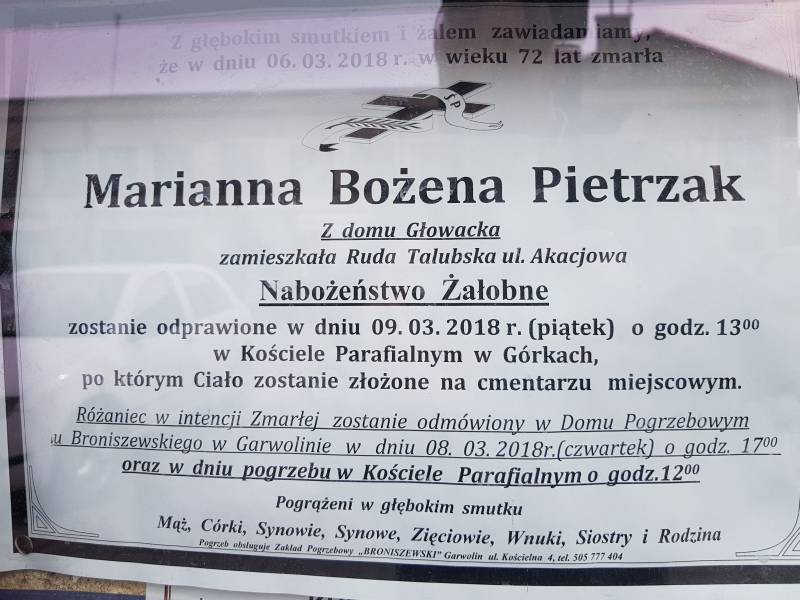 Z głębokim smutkiem i żalem zawiadamiamy,
że w dniu 06. 03. 2018 r. w wieku 72 lat zmarła
ŚP
Marianna Bożena Pietrzak
Z domu Głowacka
zamieszkała Ruda Talubska ul. Akacjowa
Nabożeństwo Żałobne
zostanie odprawione w dniu 09. 03. 2018 r. (piątek) o godz. 13⁰⁰
w Kościele Parafialnym w Górkach,
po którym Ciało zostanie złożone na cmentarzu miejscowym.
Różaniec w intencji Zmarłej zostanie odmówiony w Domu Pogrzebowym
u Broniszewskiego w Garwolinie w dniu 08. 03. 2018r.(czwartek) o godz. 17⁰⁰
oraz w dniu pogrzebu w Kościele Parafialnym o godz.12⁰⁰
Pogrążeni w głębokim smutku
Mąż, Córki, Synowie, Synowe, Zięciowie, Wnuki, Siostry i Rodzina
Pogrzeb obsługuje Zakład Pogrzebowy „BRONISZEWSKI" Garwolin ul. Kościelna 4, tel. 505 777 404